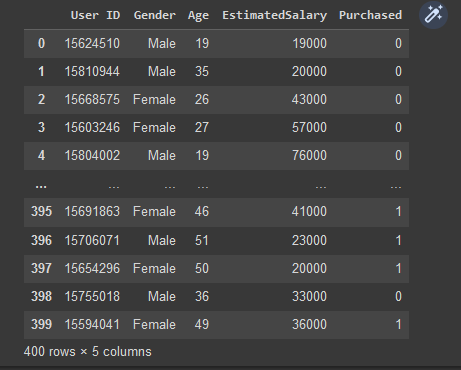 User ID Gender Age EstimatedSalary Purchased
0 15624510 Male 19 19000 0
1 15810944 Male 35 20000 0
2 15668575 Female 26 43000 0
3 15603246 Female 27 57000 0
4 15804002 Male 19 76000 0
... ... ... ... ... ...
395 15691863 Female 46 41000 1
396 15706071 Male 51 23000 1
397 15654296 Female 50 20000 1
398 15755018 Male 36 33000 0
399 15594041 Female 49 36000 1
400 rows × 5 columns